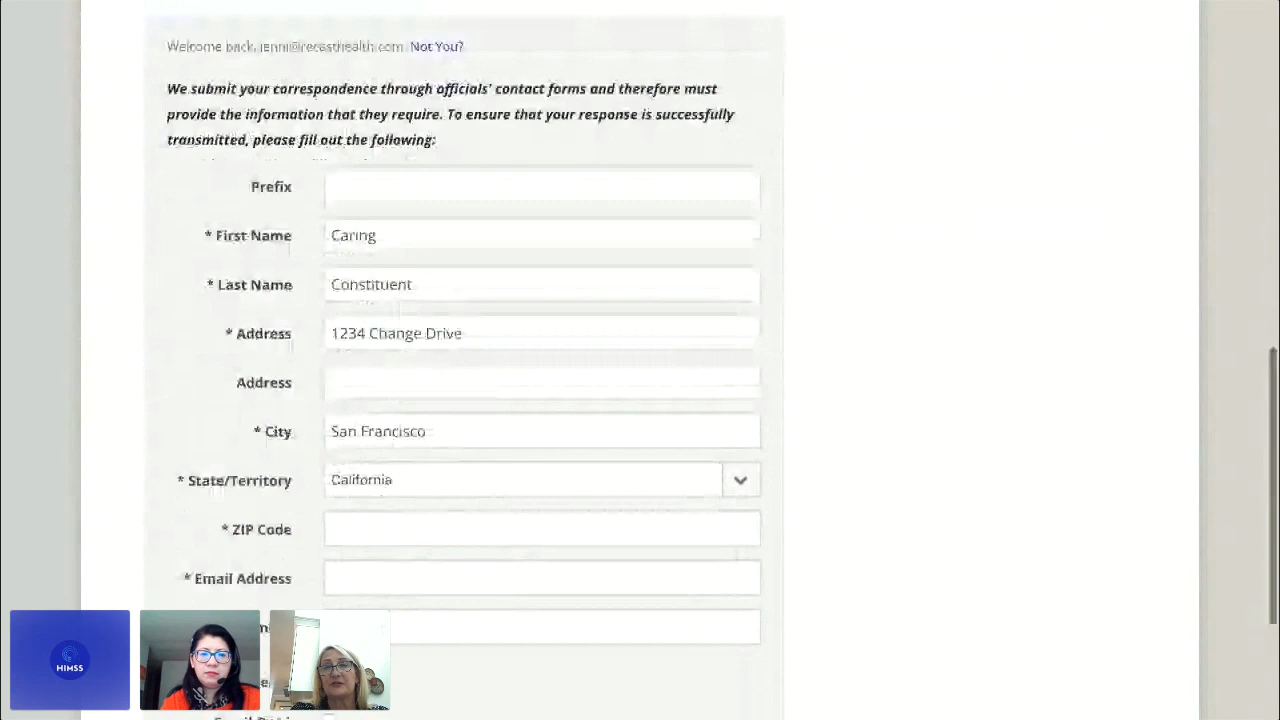 Welcome back, jenni@recasthealth.com Not You?
We submit your correspondence through officials' contact forms and therefore must
provide the information that they require. To ensure that your response is successfully
transmitted, please fill out the following:
Prefix
* First Name Caring
* Last Name Constituent
* Address 1234 Change Drive
Address
* City San Francisco
* State/Territory California
* ZIP Code
* Email Address
HIMSS